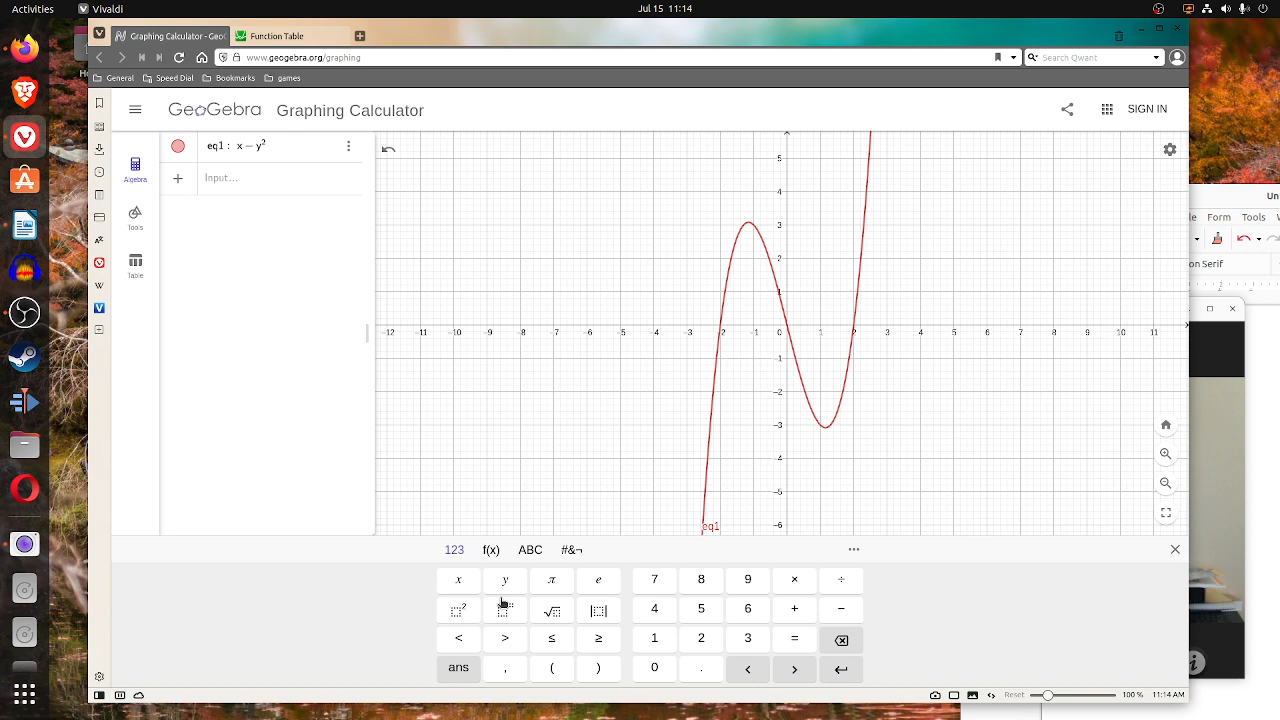 Activities
Vivaldi
Jul 15 11:14
Graphing Calculator - GeoG
Function Table
www.geogebra.org/graphing
Search Qwant
General
Speed Dial
Bookmarks
games
GeoGebra Graphing Calculator
SIGN IN
Algebra
Tools
Table
eq1 : x − y²
Input...
5
4
3
2
1
0
−1
−2
−3
−4
−5
−6
−12 −11 −10 −9 −8 −7 −6 −5 −4 −3 −2 −1 0 1 2 3 4 5 6 7 8 9 10 11
eq1
123 f(x) ABC #&¬
x y π e 7 8 9 × ÷
4 5 6 + −
< > ≤ ≥ 1 2 3 =
ans , ( ) 0 . < >
Reset
100 %
11:14 AM
Un
le Form Tools
on Serif